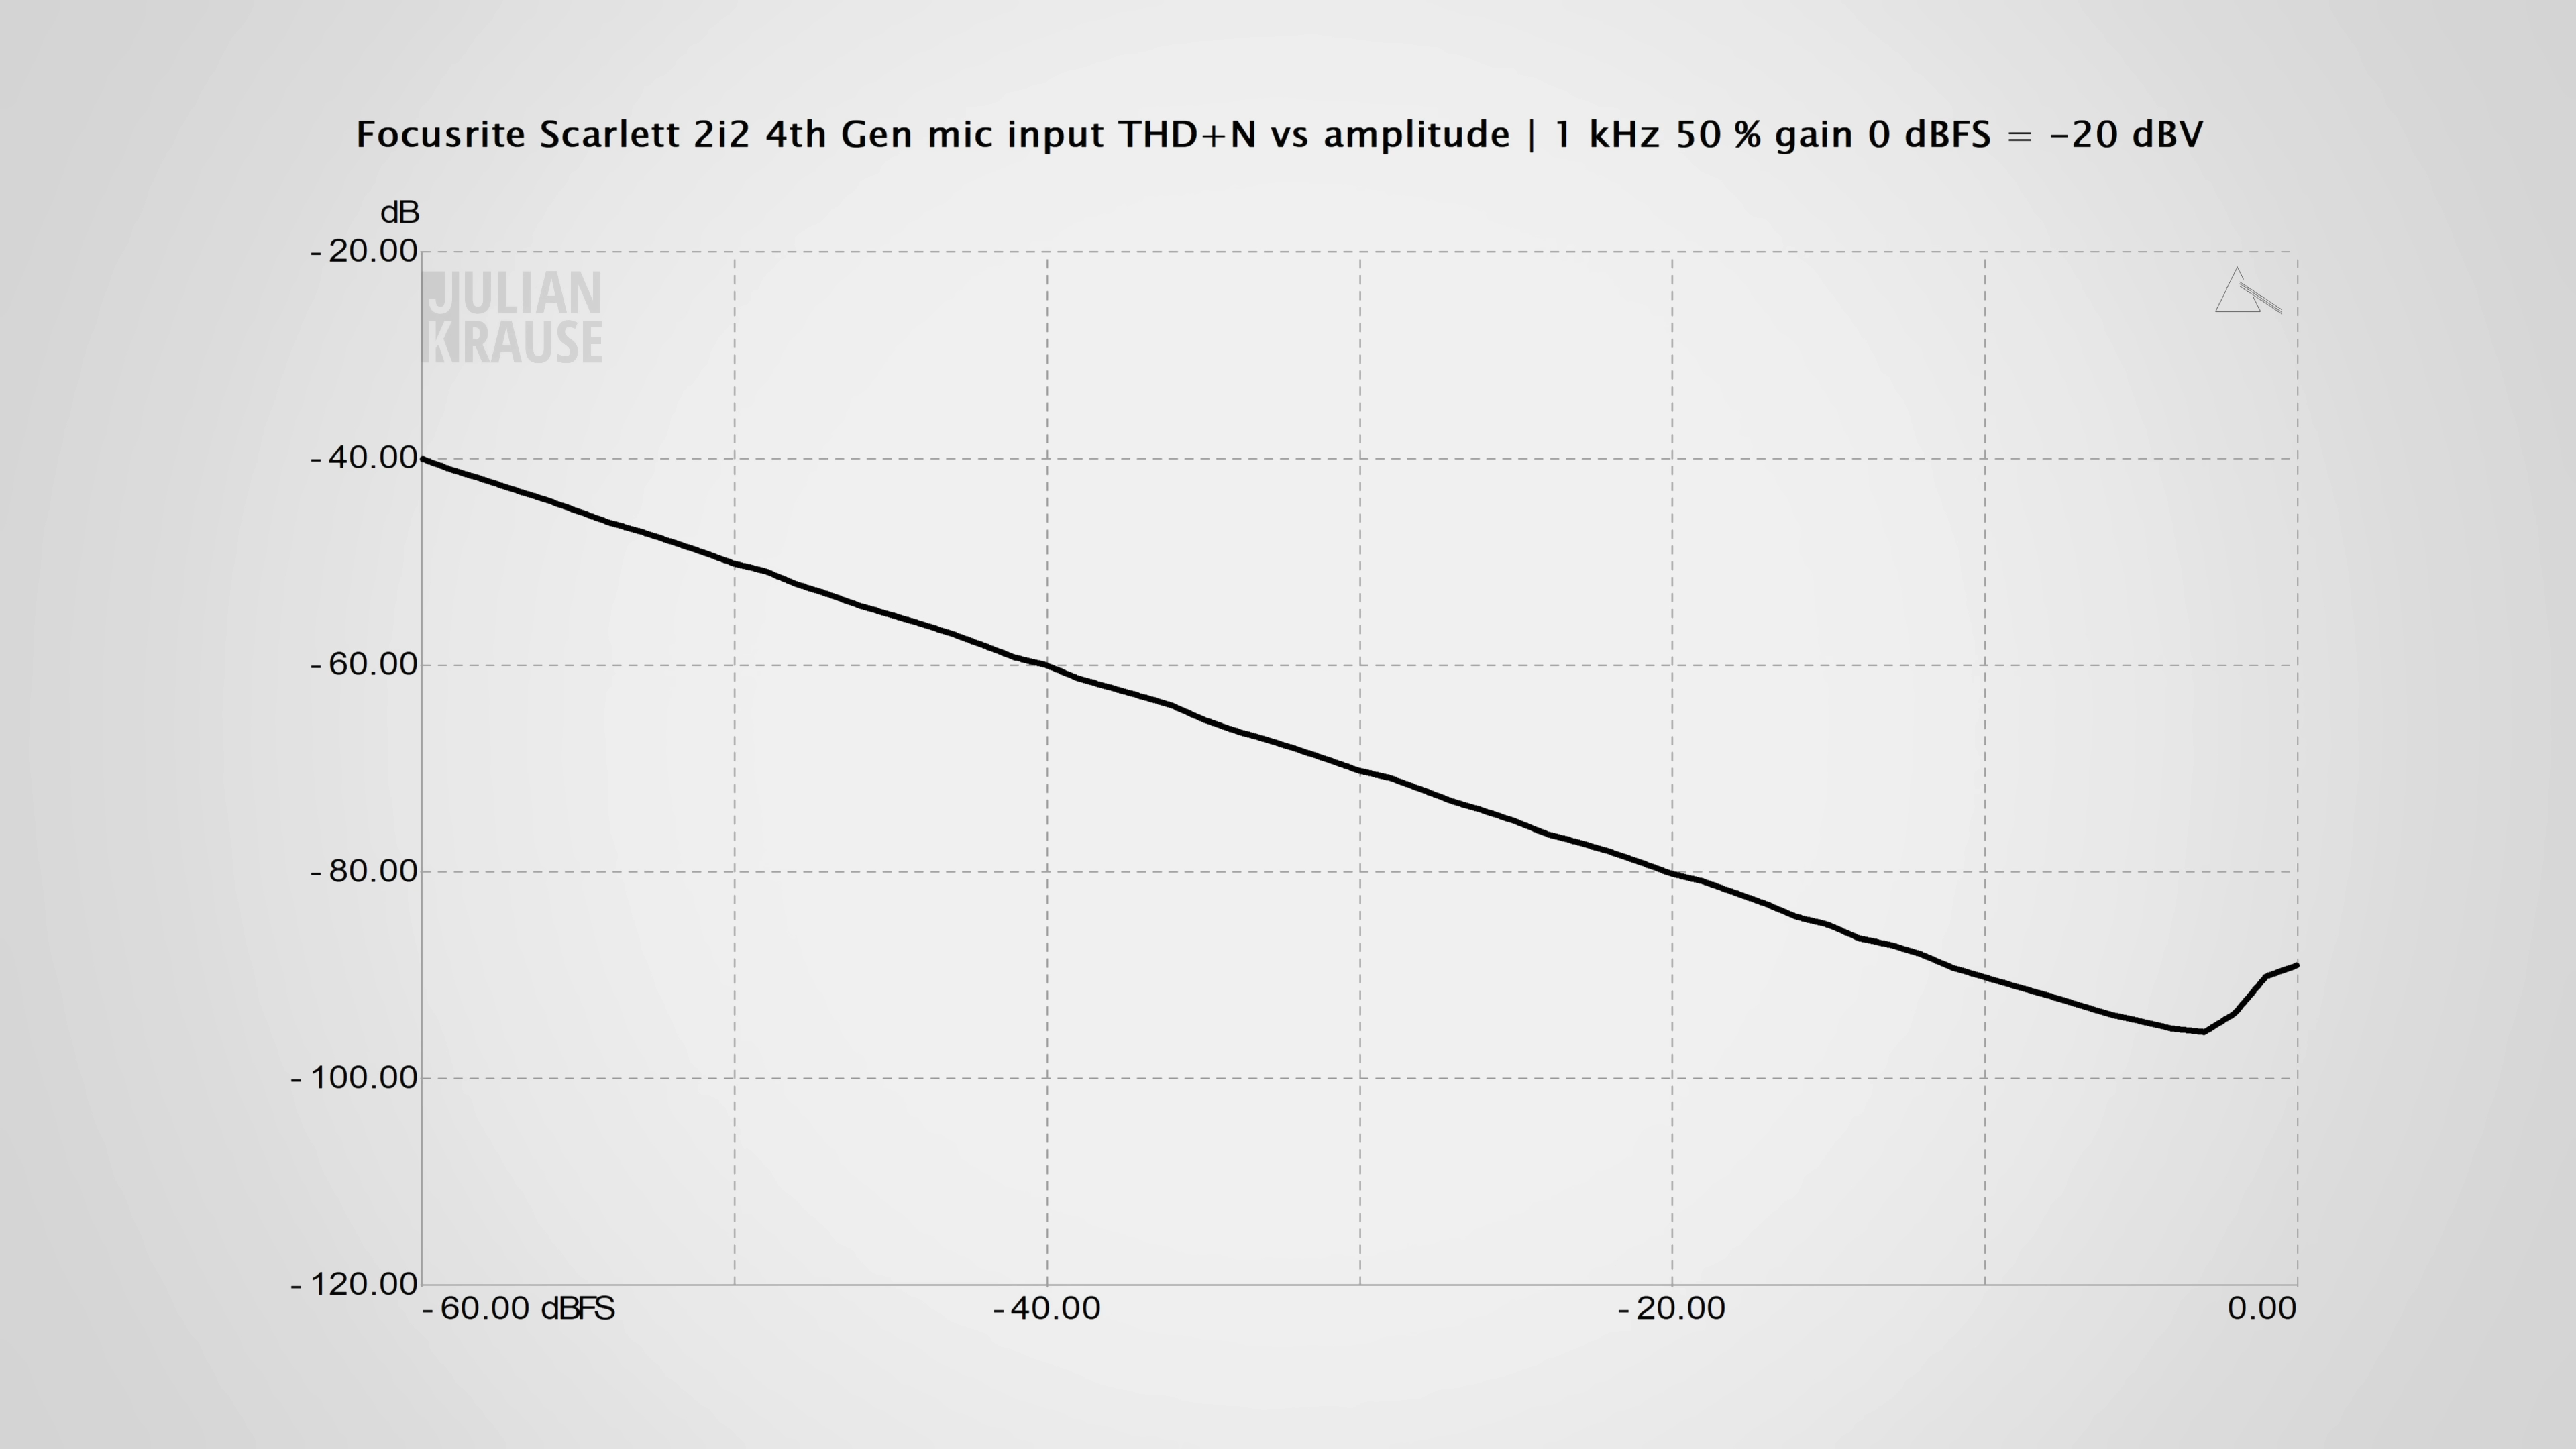 Focusrite Scarlett 2i2 4th Gen mic input THD+N vs amplitude | 1 kHz 50 % gain 0 dBFS = −20 dBV
dB
-20.00
JULIAN
KRAUSE
-40.00
-60.00
-80.00
-100.00
-120.00
-60.00 dBFS -40.00 -20.00 0.00